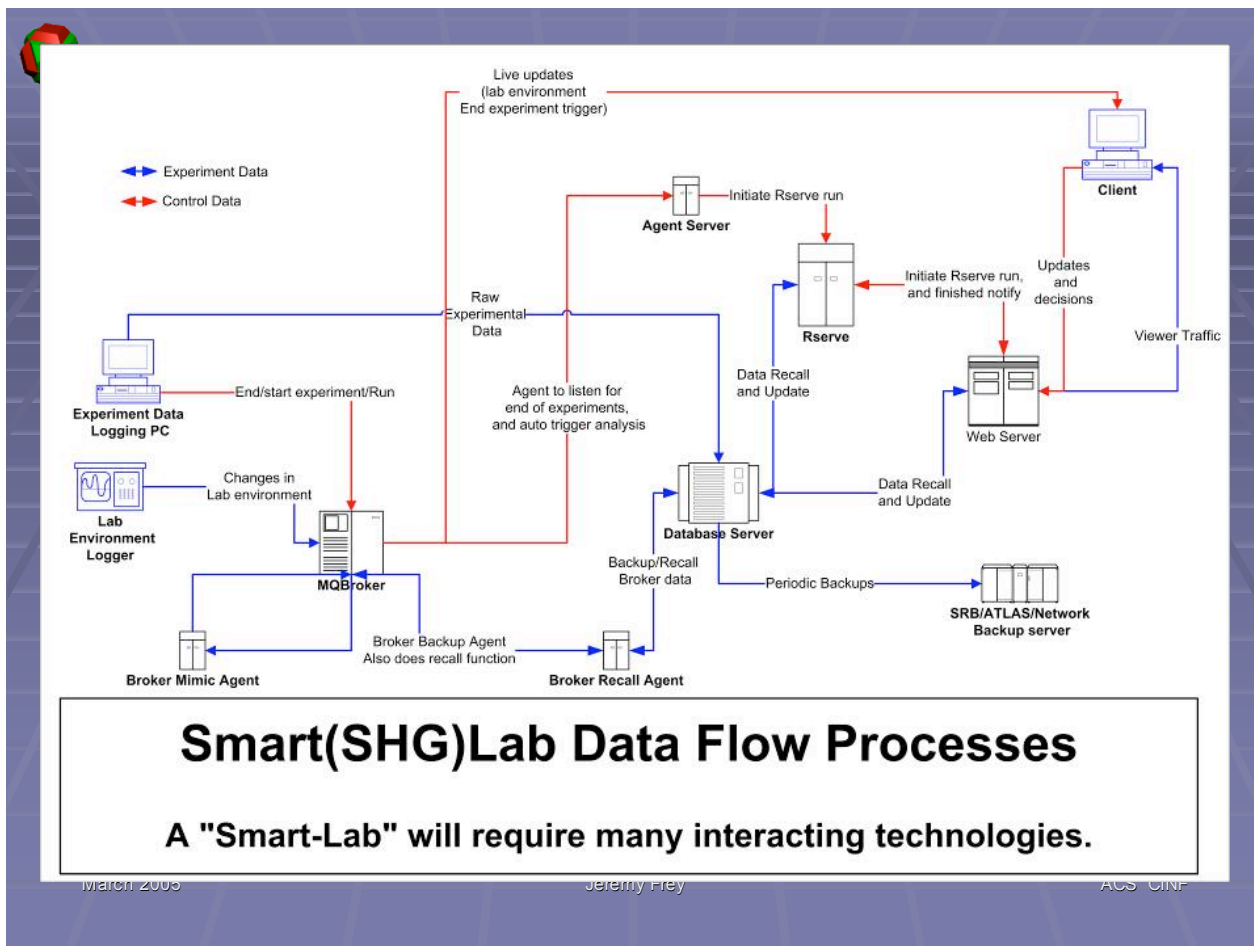 Live updates
(lab environment
End experiment trigger)
Experiment Data
Control Data
Client
Agent Server
Initiate Rserve run
Rserve
Initiate Rserve run,
and finished notify
Updates
and
decisions
Viewer Traffic
Raw
Experimental
Data
Experiment Data
Logging PC
End/start experiment/Run
Agent to listen for
end of experiments,
and auto trigger analysis
Data Recall
and Update
Web Server
Lab
Environment
Logger
Changes in
Lab environment
MQBroker
Database Server
Data Recall
and Update
Backup/Recall
Broker data
Periodic Backups
SRB/ATLAS/Network
Backup server
Broker Mimic Agent
Broker Backup Agent
Also does recall function
Broker Recall Agent
Smart(SHG)Lab Data Flow Processes
A "Smart-Lab" will require many interacting technologies.
March 2005
Jeremy Frey
ACS CINF